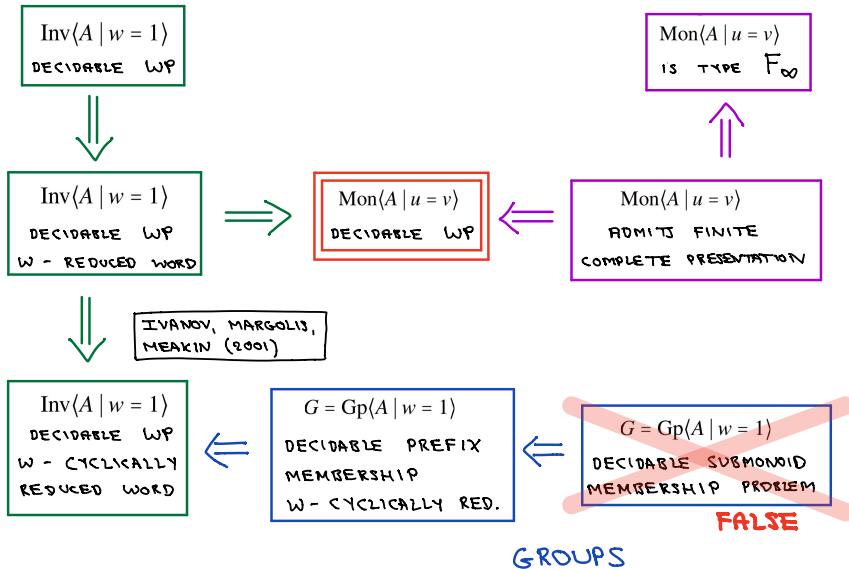 Inv⟨A | w = 1⟩
DECIDABLE WP
Mon⟨A | u = v⟩
IS TYPE F∞
Inv⟨A | w = 1⟩
DECIDABLE WP
W - REDUCED WORD
Mon⟨A | u = v⟩
DECIDABLE WP
Mon⟨A | u = v⟩
ADMITS FINITE
COMPLETE PRESENTATION
IVANOV, MARGOLIS,
MEAKIN (2001)
Inv⟨A | w = 1⟩
DECIDABLE WP
W - CYCLICALLY
REDUCED WORD
G = Gp⟨A | w = 1⟩
DECIDABLE PREFIX
MEMBERSHIP
W - CYCLICALLY RED.
G = Gp⟨A | w = 1⟩
DECIDABLE SUBMONOID
MEMBERSHIP PROBLEM
FALSE
GROUPS